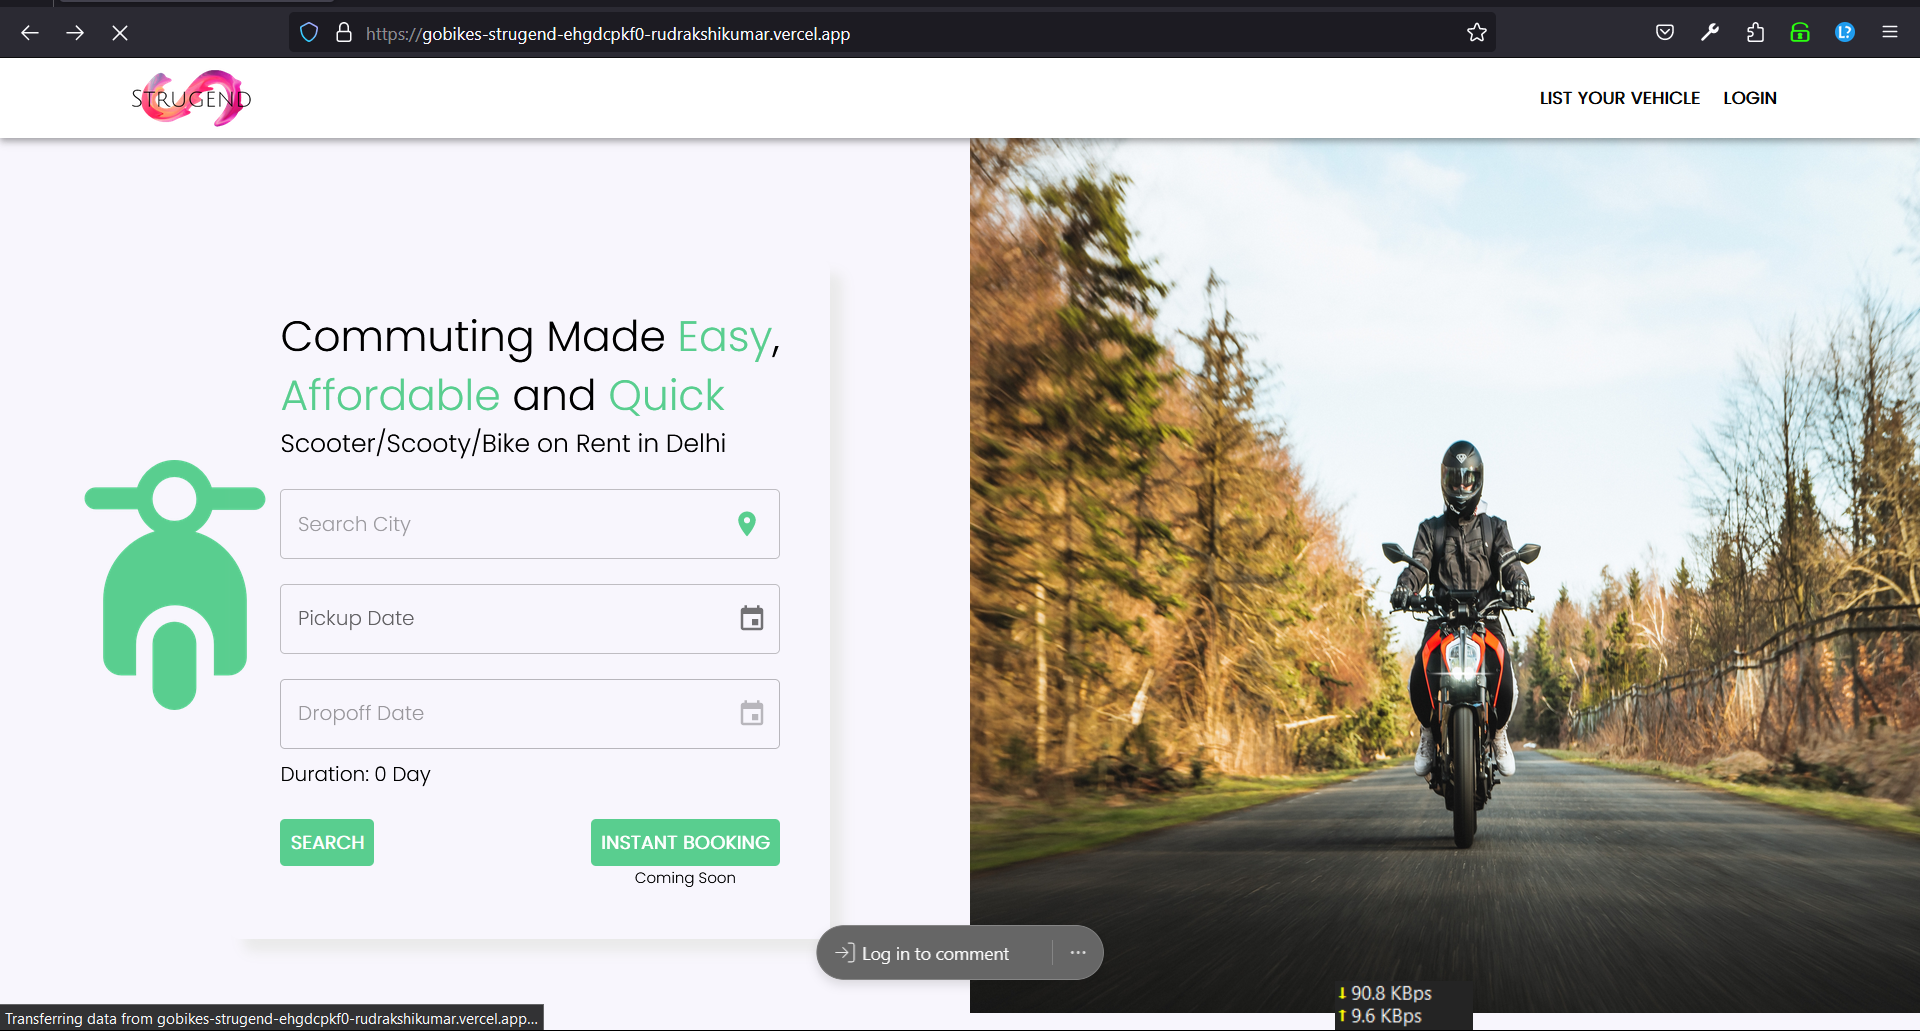 https://gobikes-strugend-ehgdcpkf0-rudrakshikumar.vercel.app
L?
STRUGEND
LIST YOUR VEHICLE
LOGIN
Commuting Made Easy,
Affordable and Quick
Scooter/Scooty/Bike on Rent in Delhi
Search City
Pickup Date
Dropoff Date
Duration: 0 Day
SEARCH
INSTANT BOOKING
Coming Soon
Log in to comment
90.8 KBps
9.6 KBps
Transferring data from gobikes-strugend-ehgdcpkf0-rudrakshikumar.vercel.app...